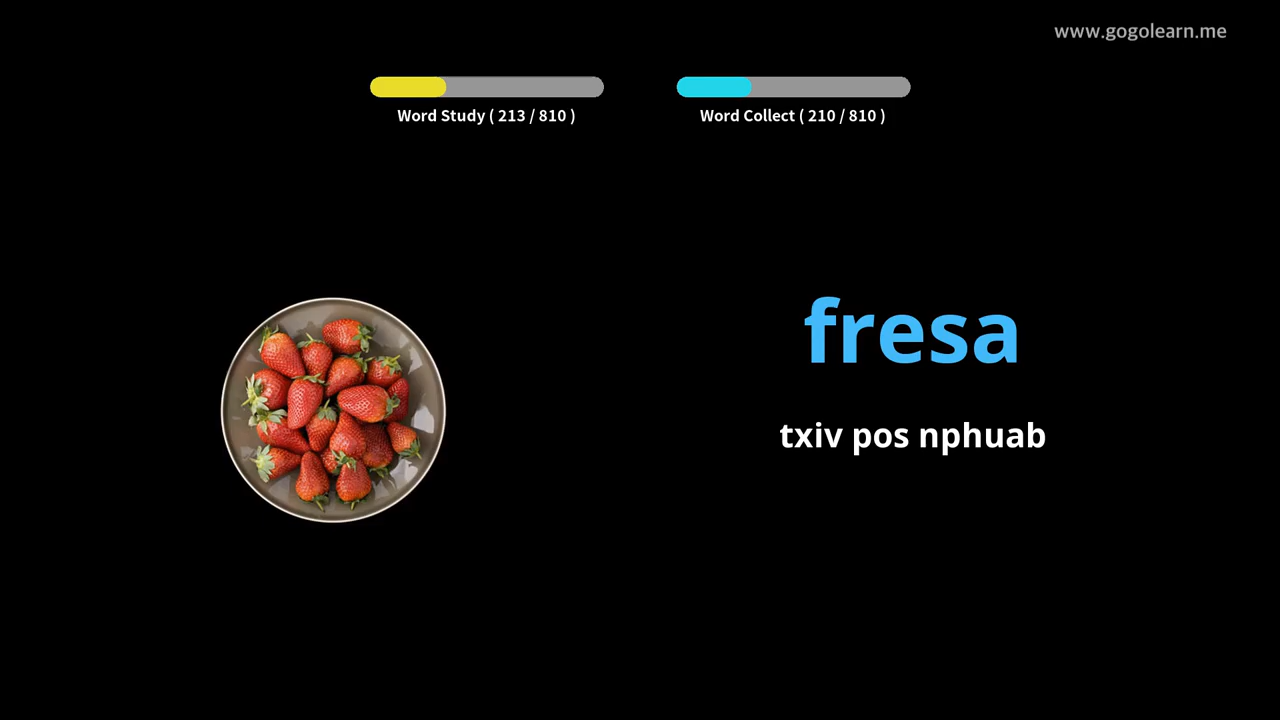 www.gogolearn.me
Word Study ( 213 / 810 )
Word Collect ( 210 / 810 )
fresa
txiv pos nphuab